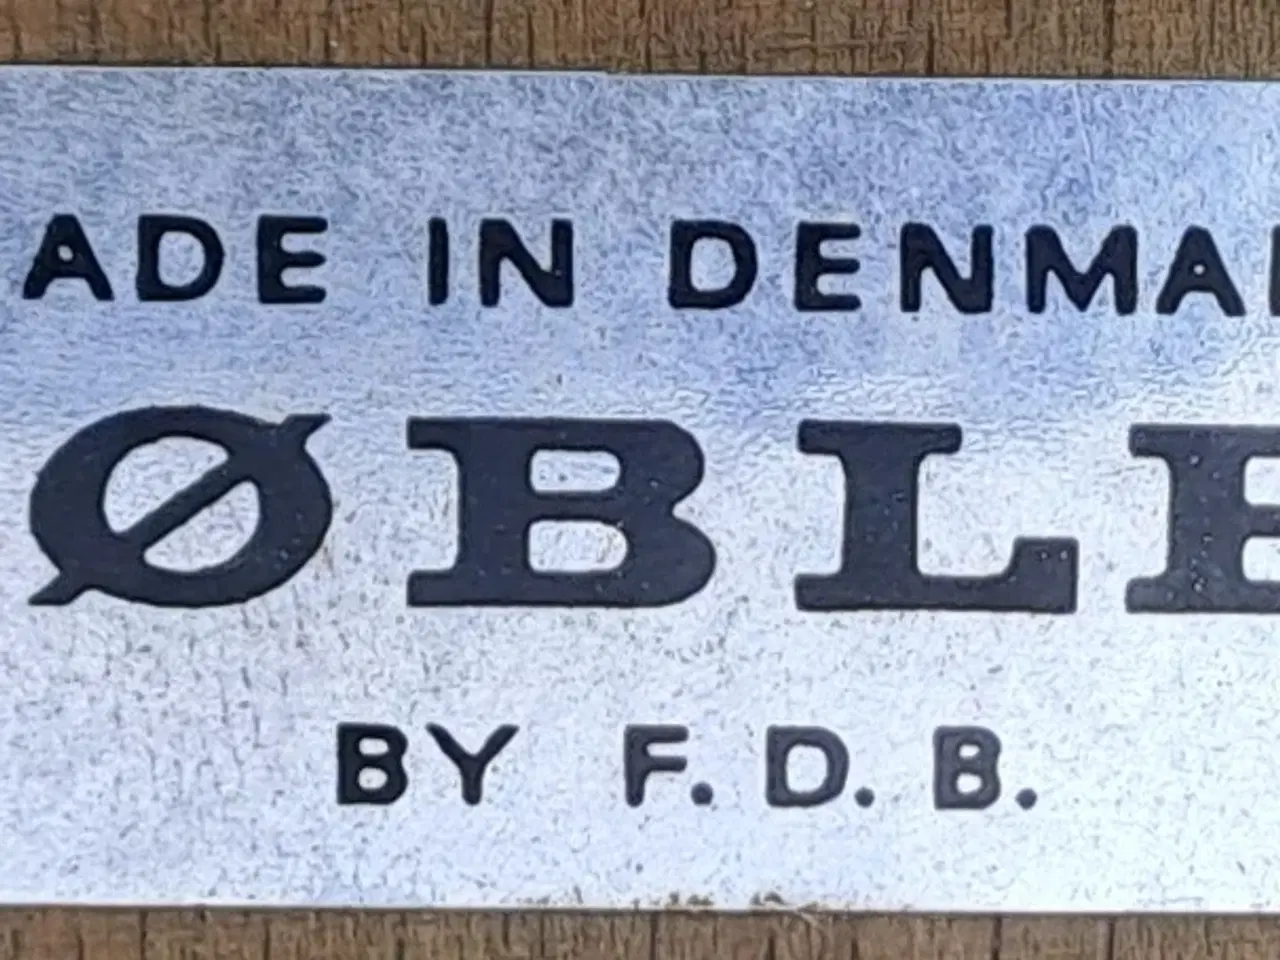 ADE IN DENMA
ØBLE
BY F.D.B.